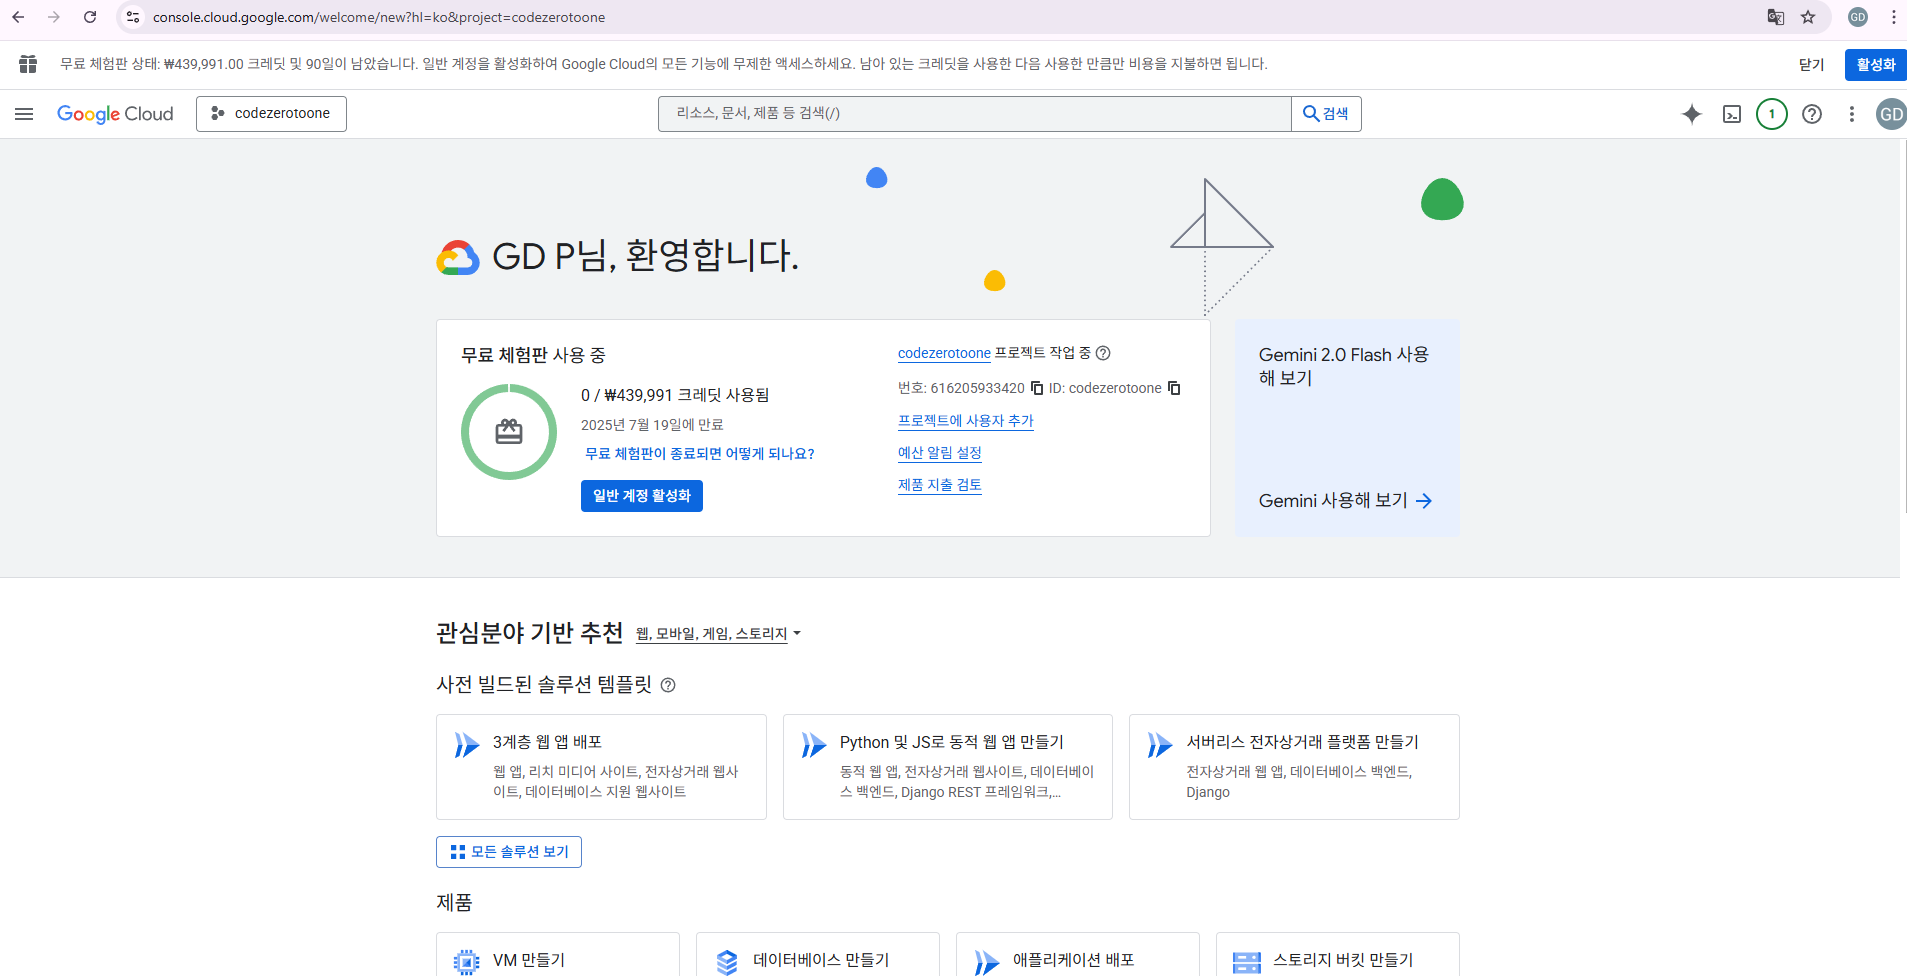 console.cloud.google.com/welcome/new?hl=ko&project=codezerotoone
GD
무료 체험판 상태: ₩439,991.00 크레딧 및 90일이 남았습니다. 일반 계정을 활성화하여 Google Cloud의 모든 기능에 무제한 액세스하세요. 남아 있는 크레딧을 사용한 다음 사용한 만큼만 비용을 지불하면 됩니다.
닫기
활성화
Google Cloud
codezerotoone
리소스, 문서, 제품 등 검색(/)
검색
1
GD
GD P님, 환영합니다.
무료 체험판 사용 중
0 / ₩439,991 크레딧 사용됨
2025년 7월 19일에 만료
무료 체험판이 종료되면 어떻게 되나요?
일반 계정 활성화
codezerotoone 프로젝트 작업 중
번호: 616205933420 ID: codezerotoone
프로젝트에 사용자 추가
예산 알림 설정
제품 지출 검토
Gemini 2.0 Flash 사용
해 보기
Gemini 사용해 보기
관심분야 기반 추천 웹, 모바일, 게임, 스토리지
사전 빌드된 솔루션 템플릿
3계층 웹 앱 배포
웹 앱, 리치 미디어 사이트, 전자상거래 웹사
이트, 데이터베이스 지원 웹사이트
Python 및 JS로 동적 웹 앱 만들기
동적 웹 앱, 전자상거래 웹사이트, 데이터베이
스 백엔드, Django REST 프레임워크,...
서버리스 전자상거래 플랫폼 만들기
전자상거래 웹 앱, 데이터베이스 백엔드,
Django
모든 솔루션 보기
제품
VM 만들기
데이터베이스 만들기
애플리케이션 배포
스토리지 버킷 만들기